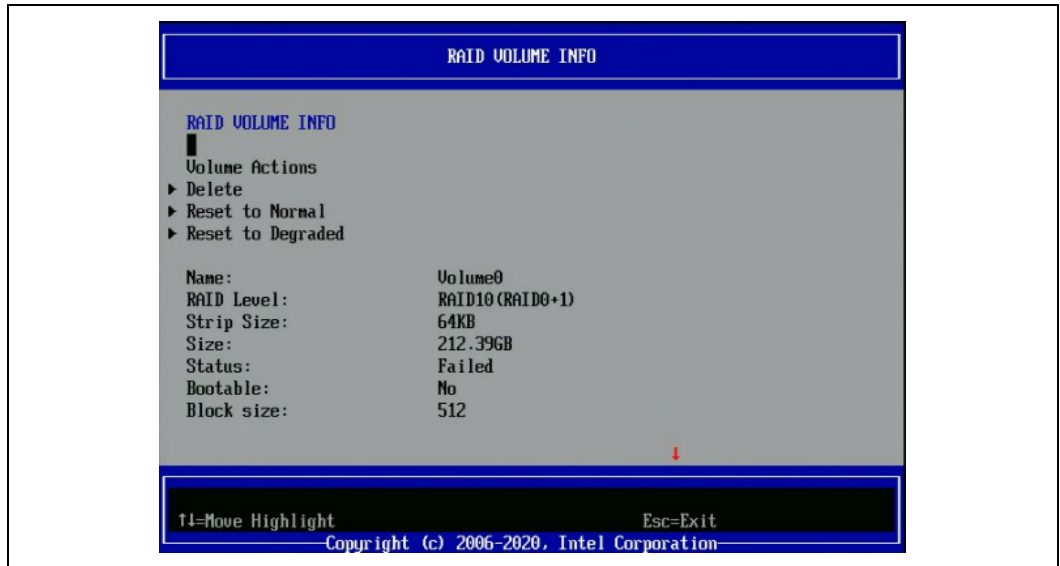 RAID VOLUME INFO
RAID VOLUME INFO
Volume Actions
► Delete
► Reset to Normal
► Reset to Degraded
Name: Volume0
RAID Level: RAID10(RAID0+1)
Strip Size: 64KB
Size: 212.39GB
Status: Failed
Bootable: No
Block size: 512
↓
↑↓=Move Highlight Esc=Exit
Copyright (c) 2006-2020, Intel Corporation